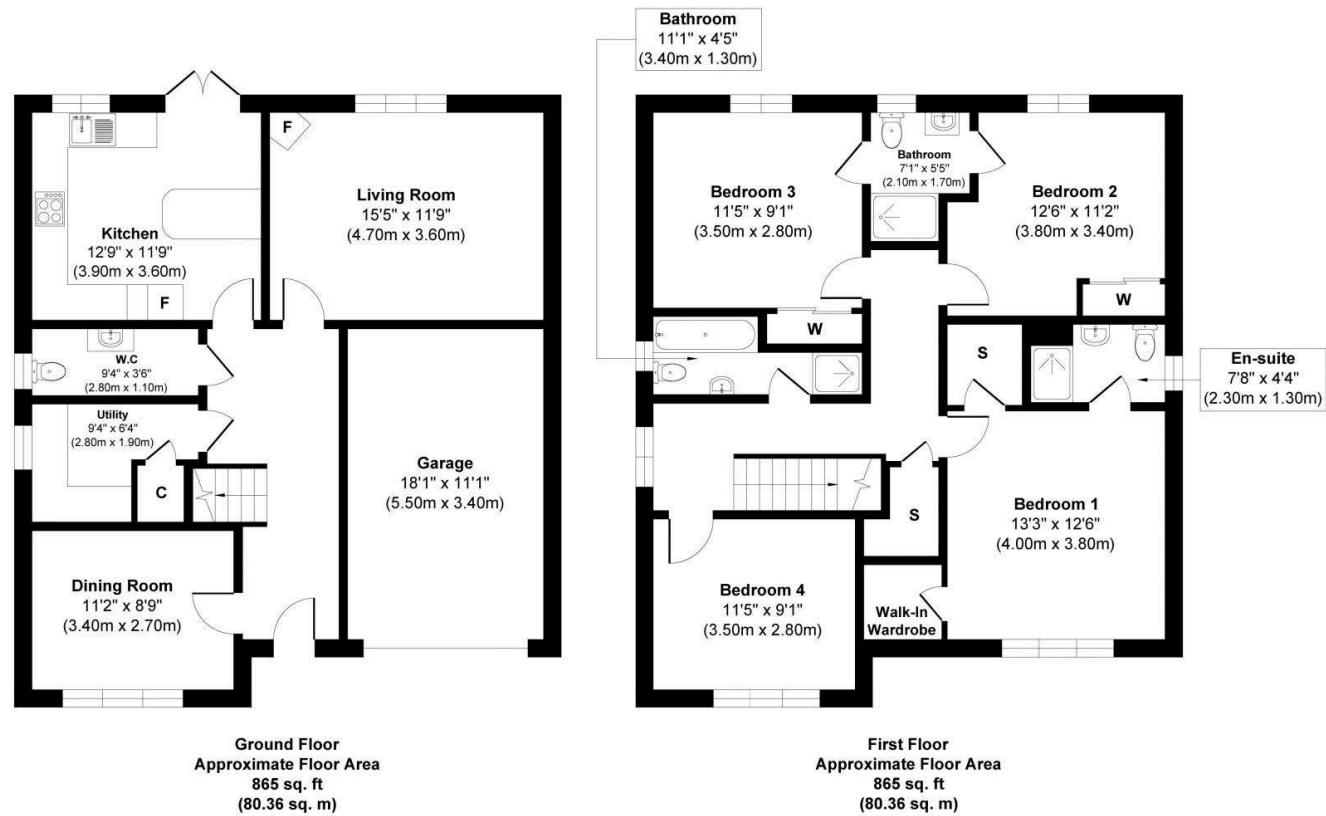 Bathroom
11'1" x 4'5"
(3.40m x 1.30m)
F
Living Room
15'5" x 11'9"
(4.70m x 3.60m)
Kitchen
12'9" x 11'9"
(3.90m x 3.60m)
F
W.C
9'4" x 3'6"
(2.80m x 1.10m)
Utility
9'4" x 6'4"
(2.80m x 1.90m)
C
Garage
18'1" x 11'1"
(5.50m x 3.40m)
Dining Room
11'2" x 8'9"
(3.40m x 2.70m)
Ground Floor
Approximate Floor Area
865 sq. ft
(80.36 sq. m)
Bedroom 3
11'5" x 9'1"
(3.50m x 2.80m)
Bathroom
7'1" x 5'5"
(2.10m x 1.70m)
Bedroom 2
12'6" x 11'2"
(3.80m x 3.40m)
W
W
S
En-suite
7'8" x 4'4"
(2.30m x 1.30m)
S
Bedroom 1
13'3" x 12'6"
(4.00m x 3.80m)
Bedroom 4
11'5" x 9'1"
(3.50m x 2.80m)
Walk-In
Wardrobe
First Floor
Approximate Floor Area
865 sq. ft
(80.36 sq. m)